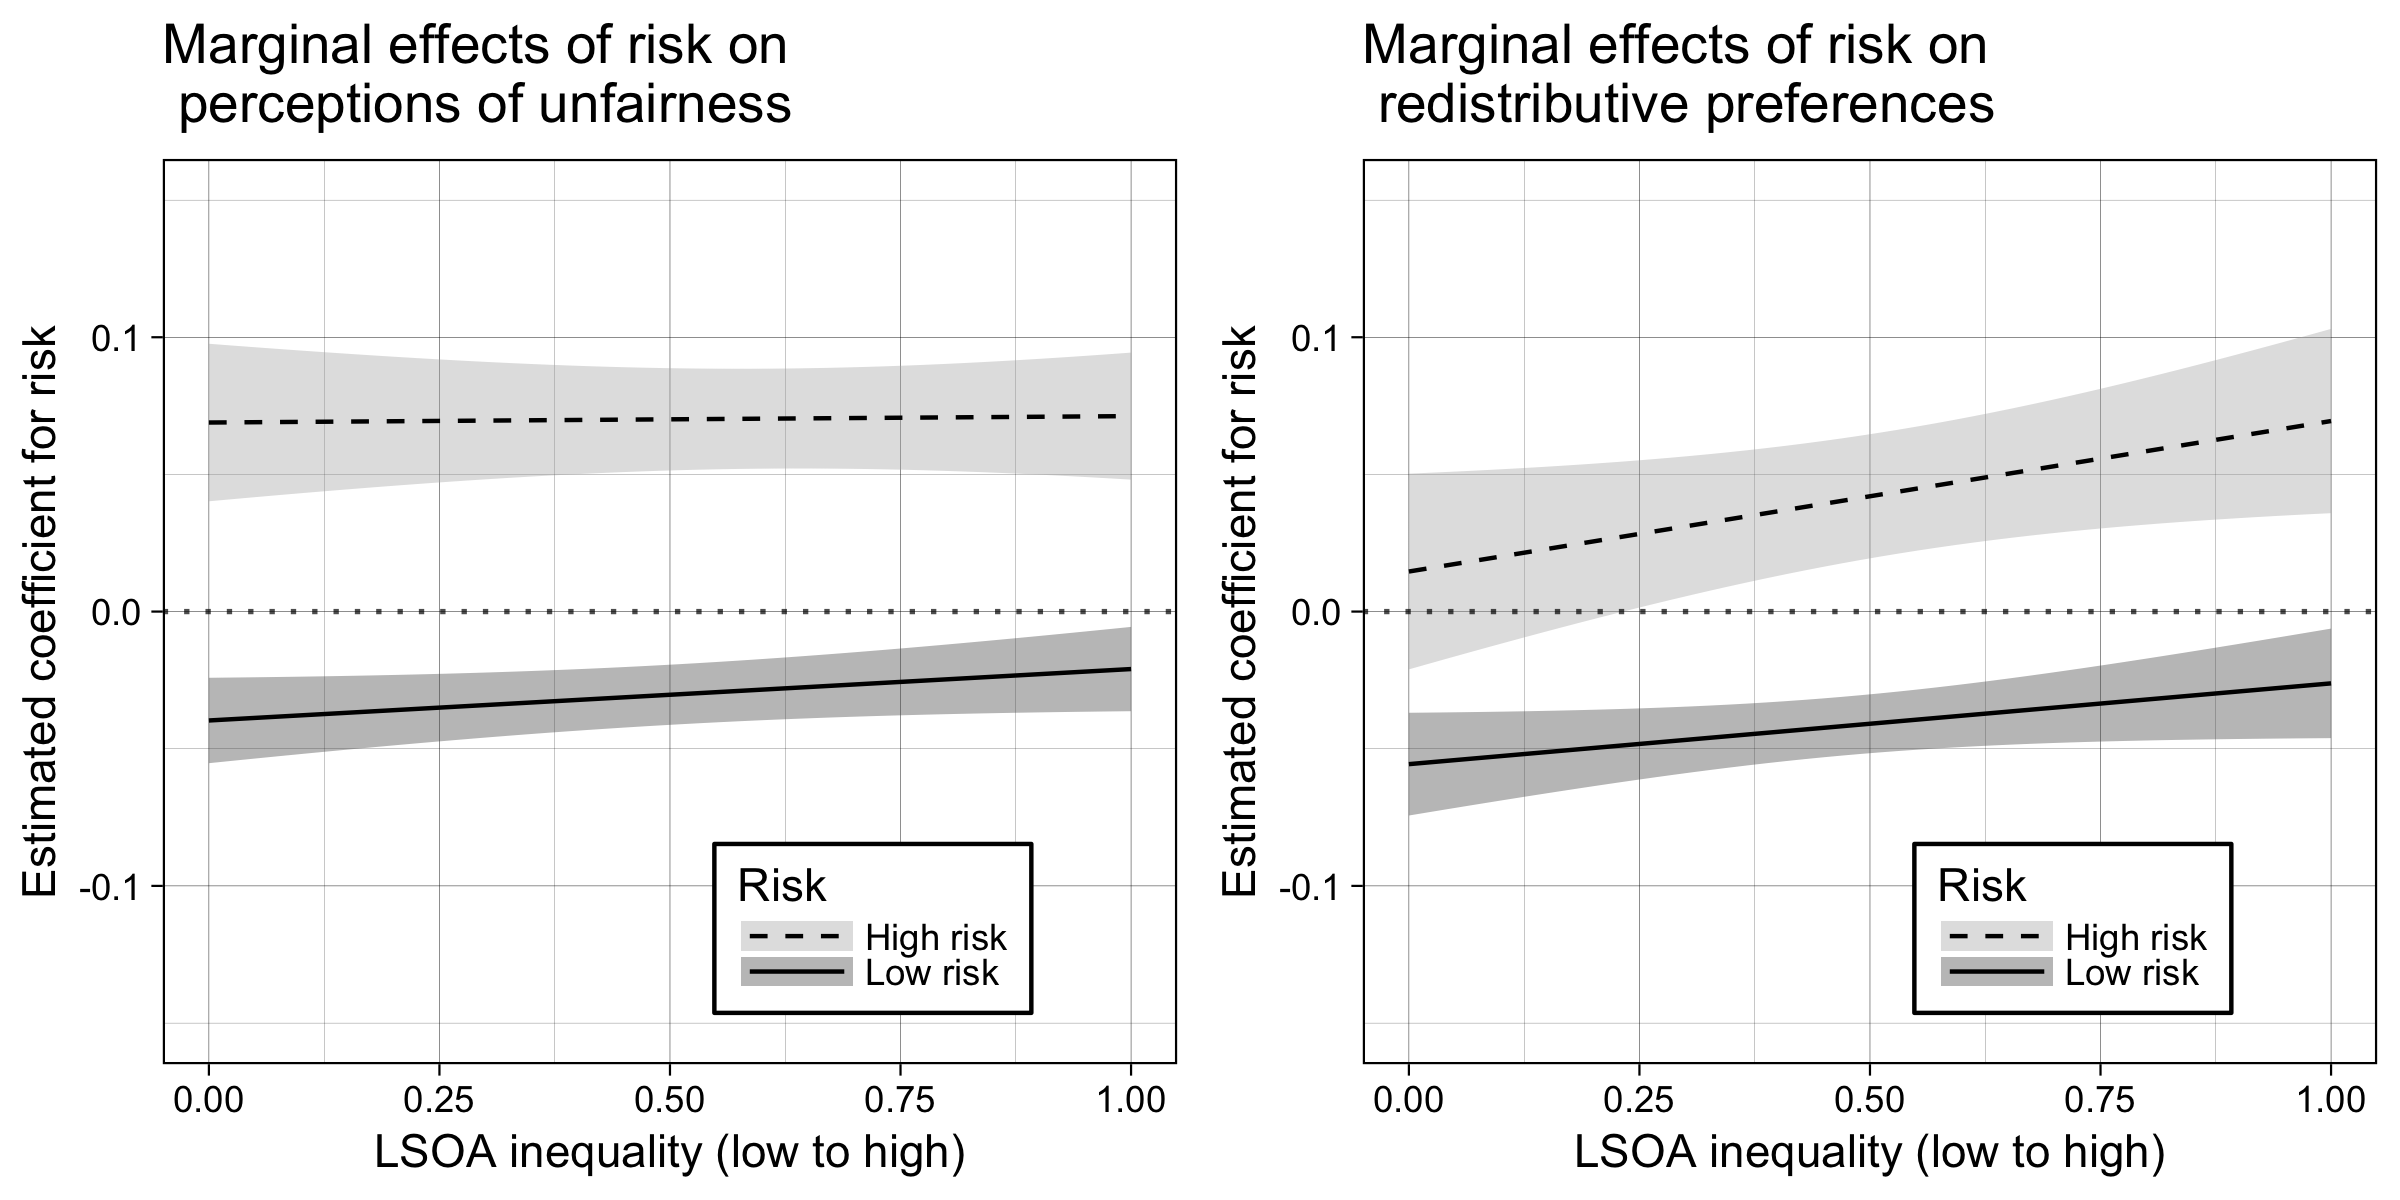 Marginal effects of risk on
perceptions of unfairness
Estimated coefficient for risk
0.1
0.0
-0.1
Risk
High risk
Low risk
0.00 0.25 0.50 0.75 1.00
LSOA inequality (low to high)
Marginal effects of risk on
redistributive preferences
Estimated coefficient for risk
0.1
0.0
-0.1
Risk
High risk
Low risk
0.00 0.25 0.50 0.75 1.00
LSOA inequality (low to high)